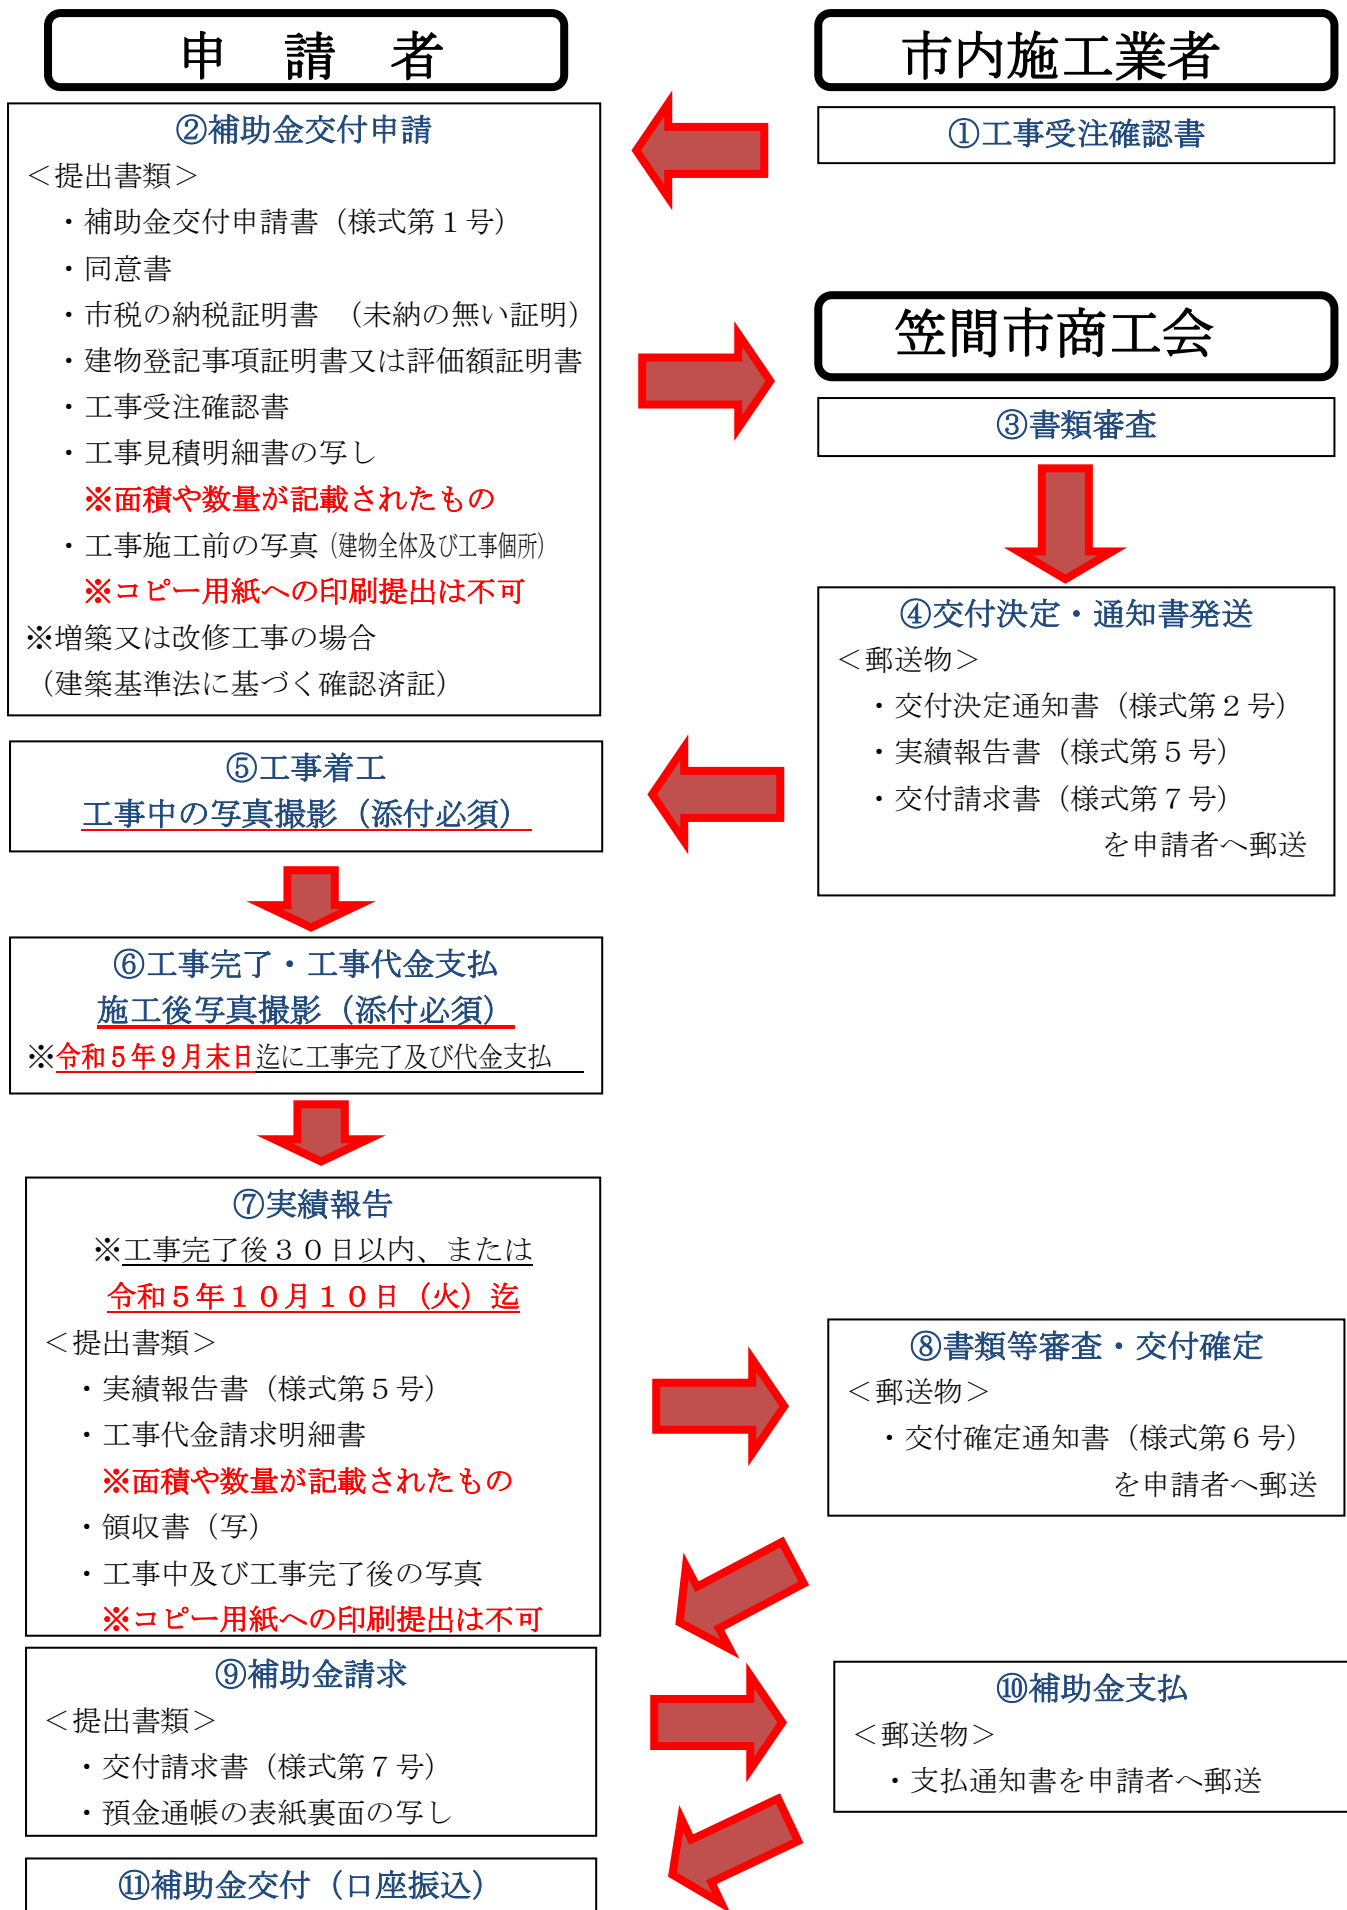 申　請　者
市内施工業者
①工事受注確認書
②補助金交付申請
＜提出書類＞
・補助金交付申請書（様式第１号）
・同意書
・市税の納税証明書　（未納の無い証明）
・建物登記事項証明書又は評価額証明書
・工事受注確認書
・工事見積明細書の写し
※面積や数量が記載されたもの
・工事施工前の写真（建物全体及び工事個所）
※コピー用紙への印刷提出は不可
※増築又は改修工事の場合
（建築基準法に基づく確認済証）
笠間市商工会
③書類審査
④交付決定・通知書発送
＜郵送物＞
・交付決定通知書（様式第２号）
・実績報告書（様式第５号）
・交付請求書（様式第７号）
を申請者へ郵送
⑤工事着工
工事中の写真撮影（添付必須）
⑥工事完了・工事代金支払
施工後写真撮影（添付必須）
※令和５年９月末日迄に工事完了及び代金支払
⑦実績報告
※工事完了後３０日以内、または
令和５年１０月１０日（火）迄
＜提出書類＞
・実績報告書（様式第５号）
・工事代金請求明細書
※面積や数量が記載されたもの
・領収書（写）
・工事中及び工事完了後の写真
※コピー用紙への印刷提出は不可
⑧書類等審査・交付確定
＜郵送物＞
・交付確定通知書（様式第６号）
を申請者へ郵送
⑨補助金請求
＜提出書類＞
・交付請求書（様式第７号）
・預金通帳の表紙裏面の写し
⑩補助金支払
＜郵送物＞
・支払通知書を申請者へ郵送
⑪補助金交付（口座振込）